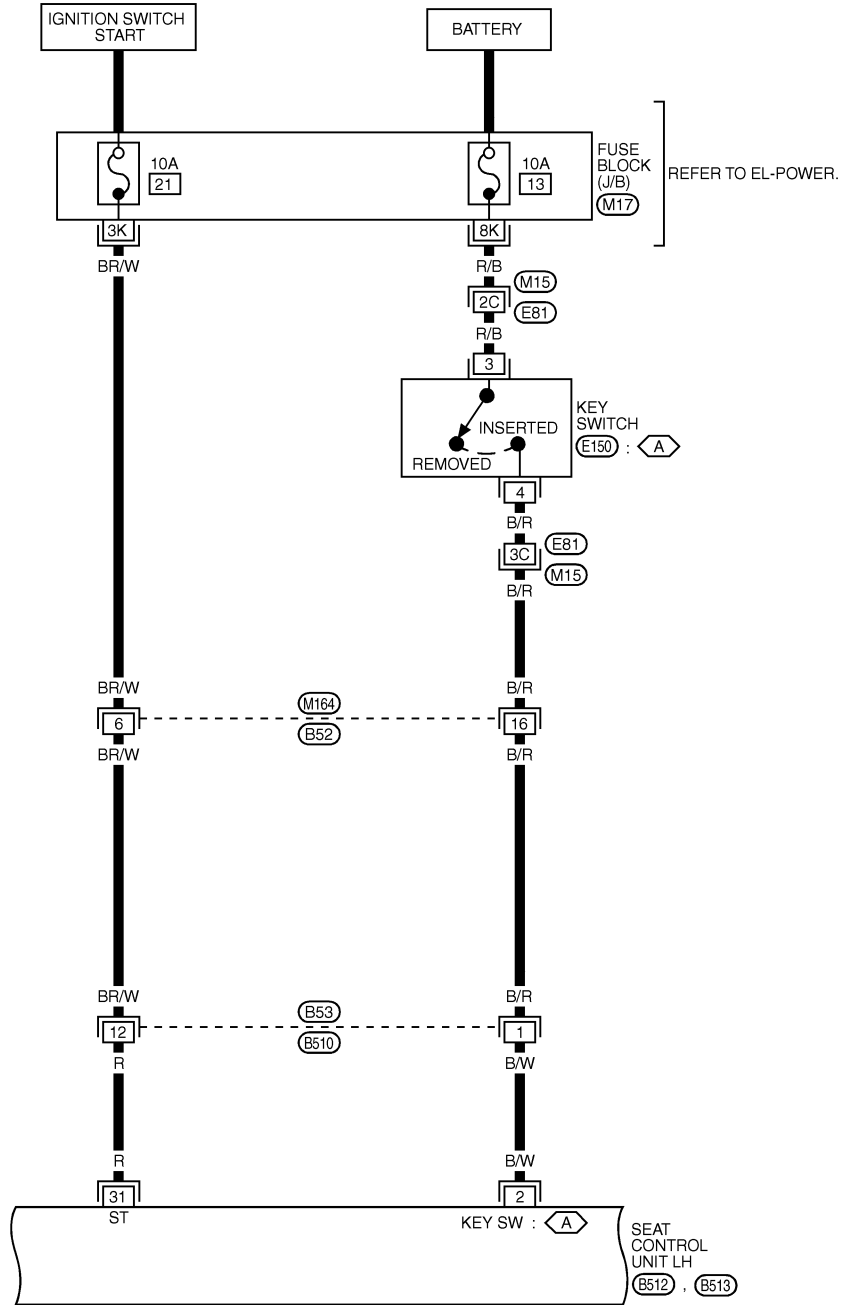 IGNITION SWITCH
START
BATTERY
10A
21
10A
13
FUSE
BLOCK
(J/B)
M17
REFER TO EL-POWER.
3K
8K
BR/W
R/B
M15
2C
E81
R/B
3
KEY
SWITCH
E150 : A
INSERTED
REMOVED
4
B/R
3C
E81
M15
B/R
BR/W
B/R
M164
6
16
B52
BR/W
B/R
BR/W
B/R
B53
12
1
B510
R
B/W
R
B/W
31
2
ST
KEY SW : A
SEAT
CONTROL
UNIT LH
B512 , B513